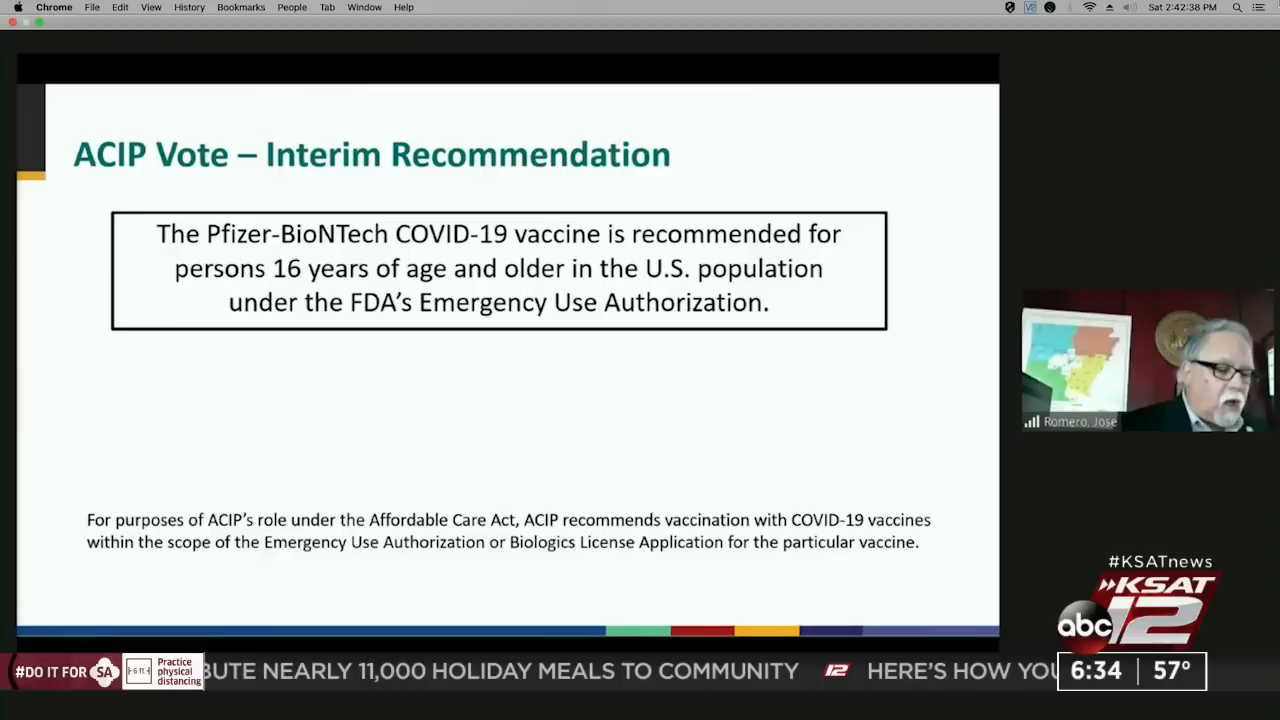 Chrome File Edit View History Bookmarks People Tab Window Help
Sat 2:42:38 PM
ACIP Vote – Interim Recommendation
The Pfizer-BioNTech COVID-19 vaccine is recommended for
persons 16 years of age and older in the U.S. population
under the FDA's Emergency Use Authorization.
Romero, Jose
For purposes of ACIP's role under the Affordable Care Act, ACIP recommends vaccination with COVID-19 vaccines
within the scope of the Emergency Use Authorization or Biologics License Application for the particular vaccine.
#KSATnews
KSAT
abc 12
#DO IT FOR SA
6 ft
Practice
physical
distancing
BUTE NEARLY 11,000 HOLIDAY MEALS TO COMMUNITY 12 HERE'S HOW YOU
6:34 57°